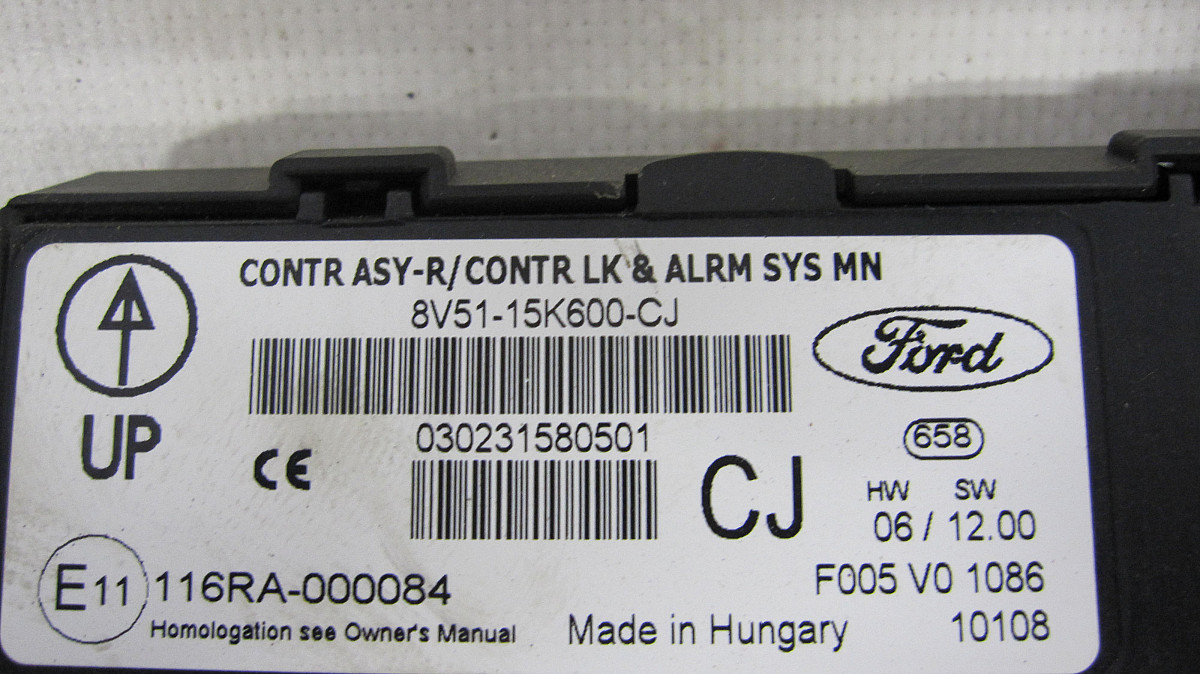 CONTR ASY-R/CONTR LK & ALRM SYS MN
8V51-15K600-CJ
Ford
UP
CE
030231580501
CJ
658
HW SW
06 / 12.00
E11 116RA-000084
F005 V0 1086
Homologation see Owner's Manual
Made in Hungary
10108